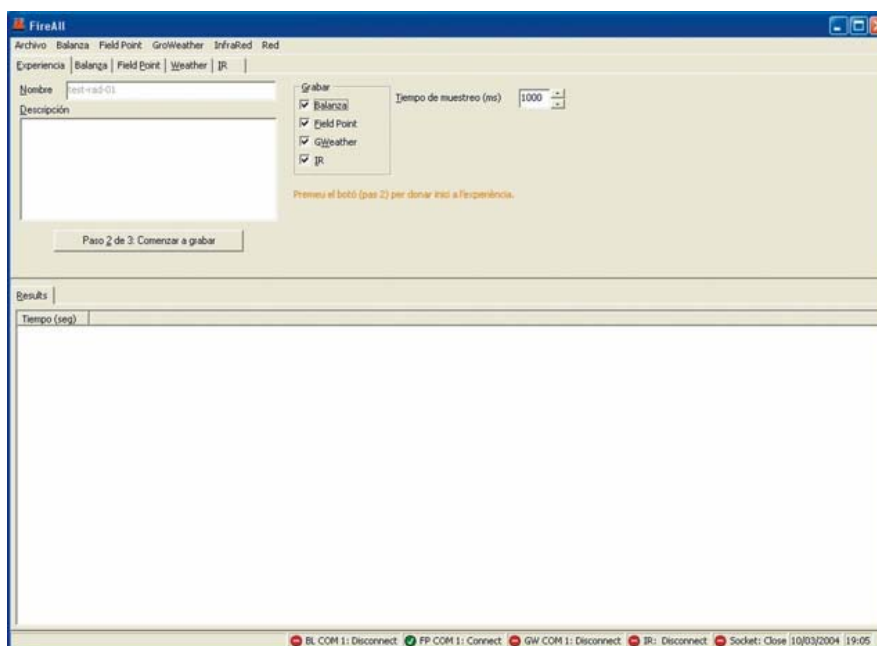 FireAll
Archivo Balanza Field Point GroWeather InfraRed Red
Experiencia Balanza Field Point Weather IR
Nombre test-rad-01
Descripción
Grabar
Balanza
Field Point
GWeather
IR
Tiempo de muestreo (ms) 1000
Premeu el botó (pas 2) per donar inici a l'experiència.
Paso 2 de 3: Comenzar a grabar
Results
Tiempo (seg)
BL COM 1: Disconnect FP COM 1: Connect GW COM 1: Disconnect IR: Disconnect Socket: Close 10/03/2004 19:05